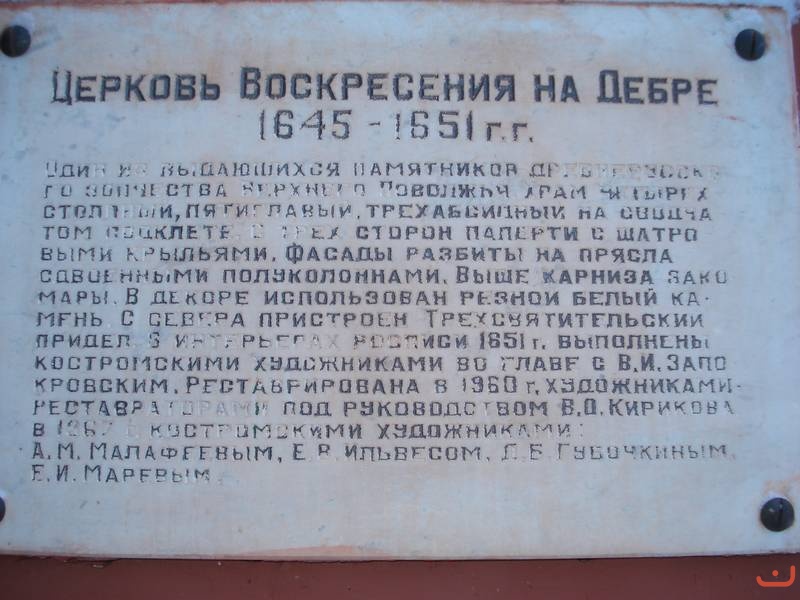 Церковь Воскресения на Дебре
1645 - 1651 г.г.
Один из выдающихся памятников древнерусско
го зодчества Верхнего Поволжья храм четырех
столпный, пятиглавый, трехабсидный на сводча
том подклете, с трех сторон паперти с шатро
выми крыльями. Фасады разбиты на прясла
сдвоенными полуколоннами. Выше карниза зако
мары. В декоре использован резной белый ка-
мень. С севера пристроен Трехсвятительский
придел. В интерьерах росписи 1651 г. выполнены
костромскими художниками во главе с В.И. Запо
кровским. Реставрирована в 1960 г. художниками-
реставраторами под руководством В.О. Кирикова
в костромскими художниками:
А.М. Малафеевым, Е.В. Ильвесом, Губочкиным,
Е.И. Маревым.